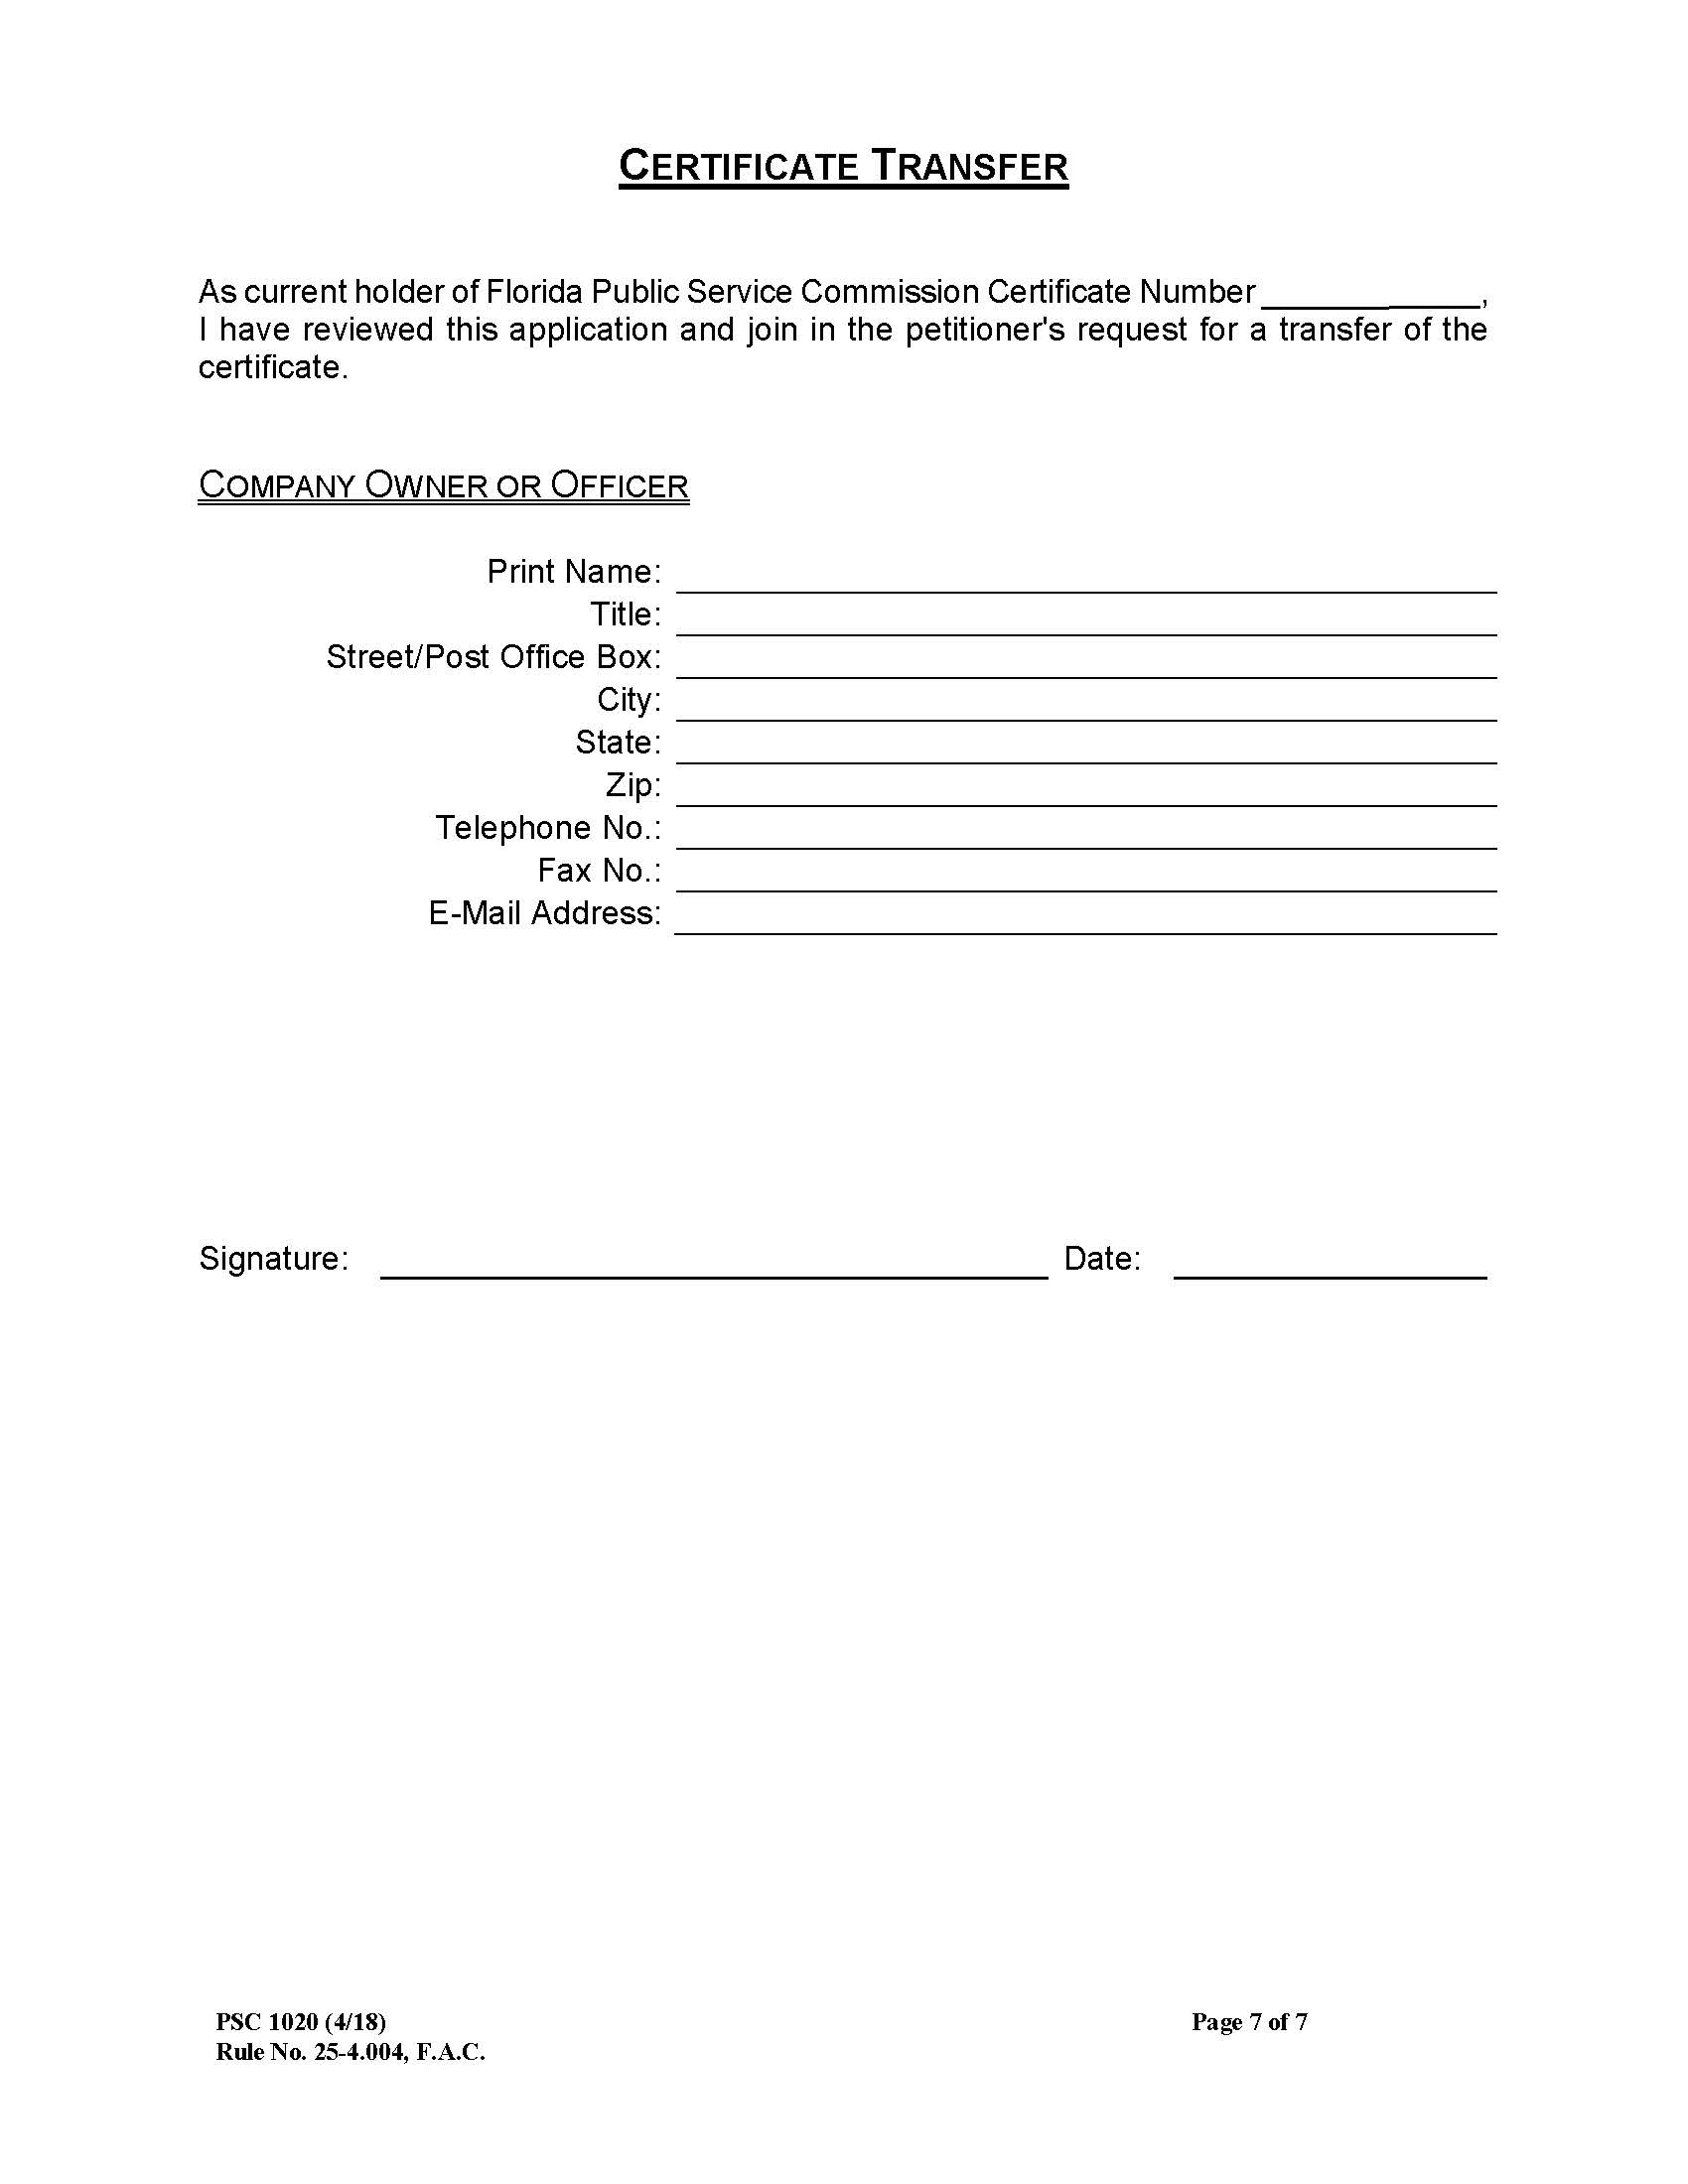 CERTIFICATE TRANSFER
As current holder of Florida Public Service Commission Certificate Number ____________,
I have reviewed this application and join in the petitioner's request for a transfer of the
certificate.
COMPANY OWNER OR OFFICER
Print Name:
Title:
Street/Post Office Box:
City:
State:
Zip:
Telephone No.:
Fax No.:
E-Mail Address:
Signature: Date:
PSC 1020 (4/18) Page 7 of 7
Rule No. 25-4.004, F.A.C.